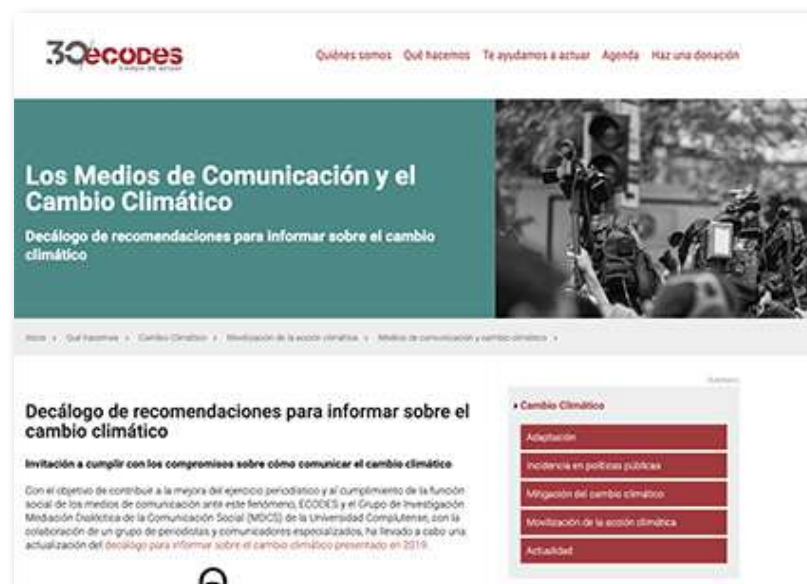 30 ecodes
tiempo de actuar
Quiénes somos Qué hacemos Te ayudamos a actuar Agenda Haz una donación
Los Medios de Comunicación y el
Cambio Climático
Decálogo de recomendaciones para informar sobre el cambio
climático
Inicio Qué hacemos Cambio Climático Movilización de la acción climática Medios de comunicación y cambio climático
Decálogo de recomendaciones para informar sobre el
cambio climático
Invitación a cumplir con los compromisos sobre cómo comunicar el cambio climático
Con el objetivo de contribuir a la mejora del ejercicio periodístico y al cumplimiento de la función
social de los medios de comunicación ante este fenómeno, ECODES y el Grupo de Investigación
Mediación Dialéctica de la Comunicación Social (MDCS) de la Universidad Complutense, con la
colaboración de un grupo de periodistas y comunicadores especializados, ha llevado a cabo una
actualización del decálogo para informar sobre el cambio climático presentado en 2019.
Cambio Climático
Adaptación
Incidencia en políticas públicas
Mitigación del cambio climático
Movilización de la acción climática
Actualidad